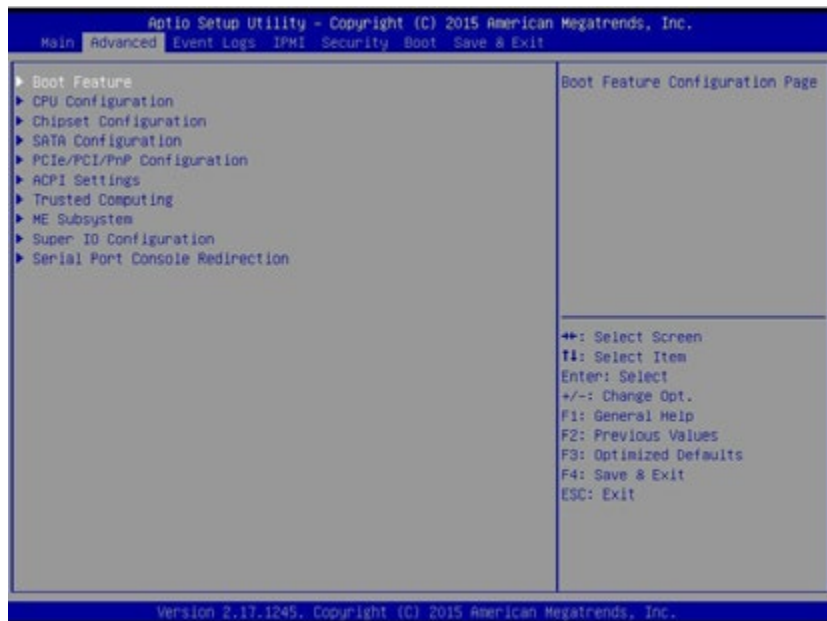 Aptio Setup Utility – Copyright (C) 2015 American Megatrends, Inc.
Main Advanced Event Logs IPMI Security Boot Save & Exit
Boot Feature
CPU Configuration
Chipset Configuration
SATA Configuration
PCIe/PCI/PnP Configuration
ACPI Settings
Trusted Computing
ME Subsystem
Super IO Configuration
Serial Port Console Redirection
Boot Feature Configuration Page
→←: Select Screen
↑↓: Select Item
Enter: Select
+/-: Change Opt.
F1: General Help
F2: Previous Values
F3: Optimized Defaults
F4: Save & Exit
ESC: Exit
Version 2.17.1245. Copyright (C) 2015 American Megatrends, Inc.